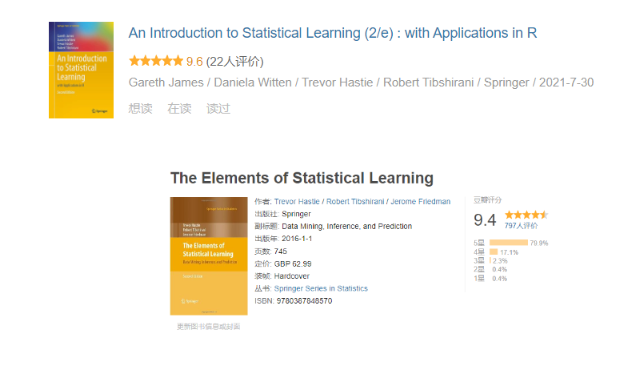 An Introduction to Statistical Learning (2/e) : with Applications in R
9.6 (22人评价)
Gareth James / Daniela Witten / Trevor Hastie / Robert Tibshirani / Springer / 2021-7-30
想读 在读 读过
An Introduction
to Statistical
Learning
The Elements of Statistical Learning
作者: Trevor Hastie / Robert Tibshirani / Jerome Friedman
出版社: Springer
副标题: Data Mining, Inference, and Prediction
出版年: 2016-1-1
页数: 745
定价: GBP 62.99
装帧: Hardcover
丛书: Springer Series in Statistics
ISBN: 9780387848570
The Elements of
Statistical Learning
更新图书信息或封面
豆瓣评分
9.4
797人评价
5星 79.9%
4星 17.1%
3星 2.3%
2星 0.4%
1星 0.4%